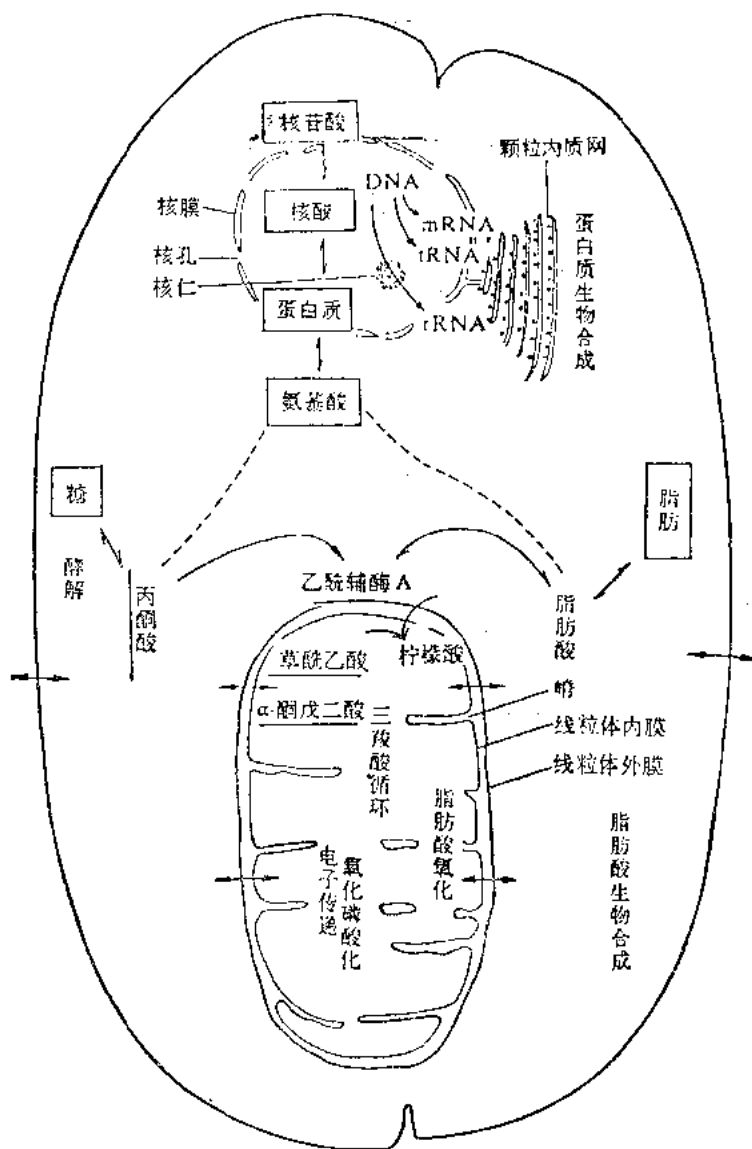 核苷酸
颗粒内质网
DNA
核膜
核酸
mRNA
核孔
tRNA
核仁
蛋白质
rRNA
蛋白质生物合成
氨基酸
糖
脂肪
酵解
丙酮酸
乙酰辅酶A
脂肪酸
草酰乙酸
柠檬酸
嵴
α-酮戊二酸
三羧酸循环
线粒体内膜
线粒体外膜
脂肪酸氧化
电子传递
氧化磷酸化
脂肪酸生物合成